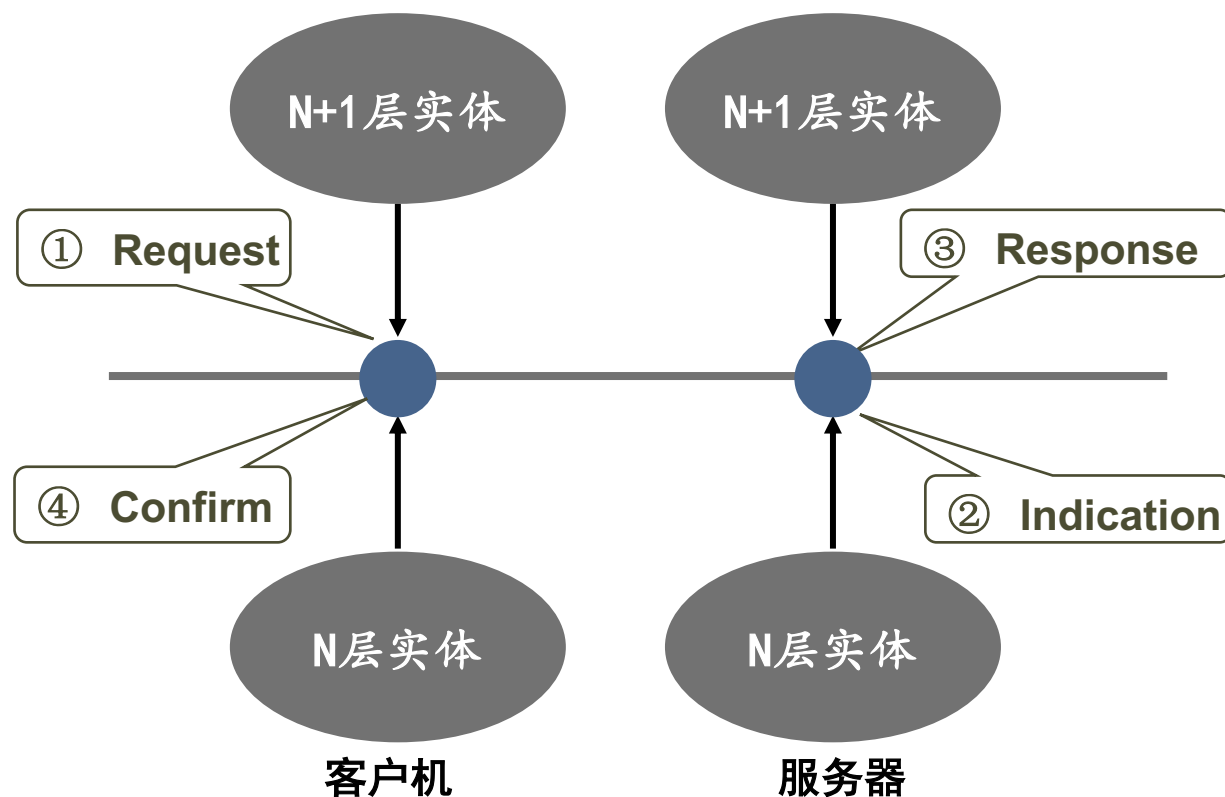 N+1层实体
N+1层实体
① Request
③ Response
④ Confirm
② Indication
N层实体
N层实体
客户机
服务器